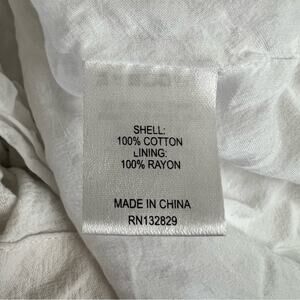 SHELL:
100% COTTON
LINING:
100% RAYON
MADE IN CHINA
RN132829